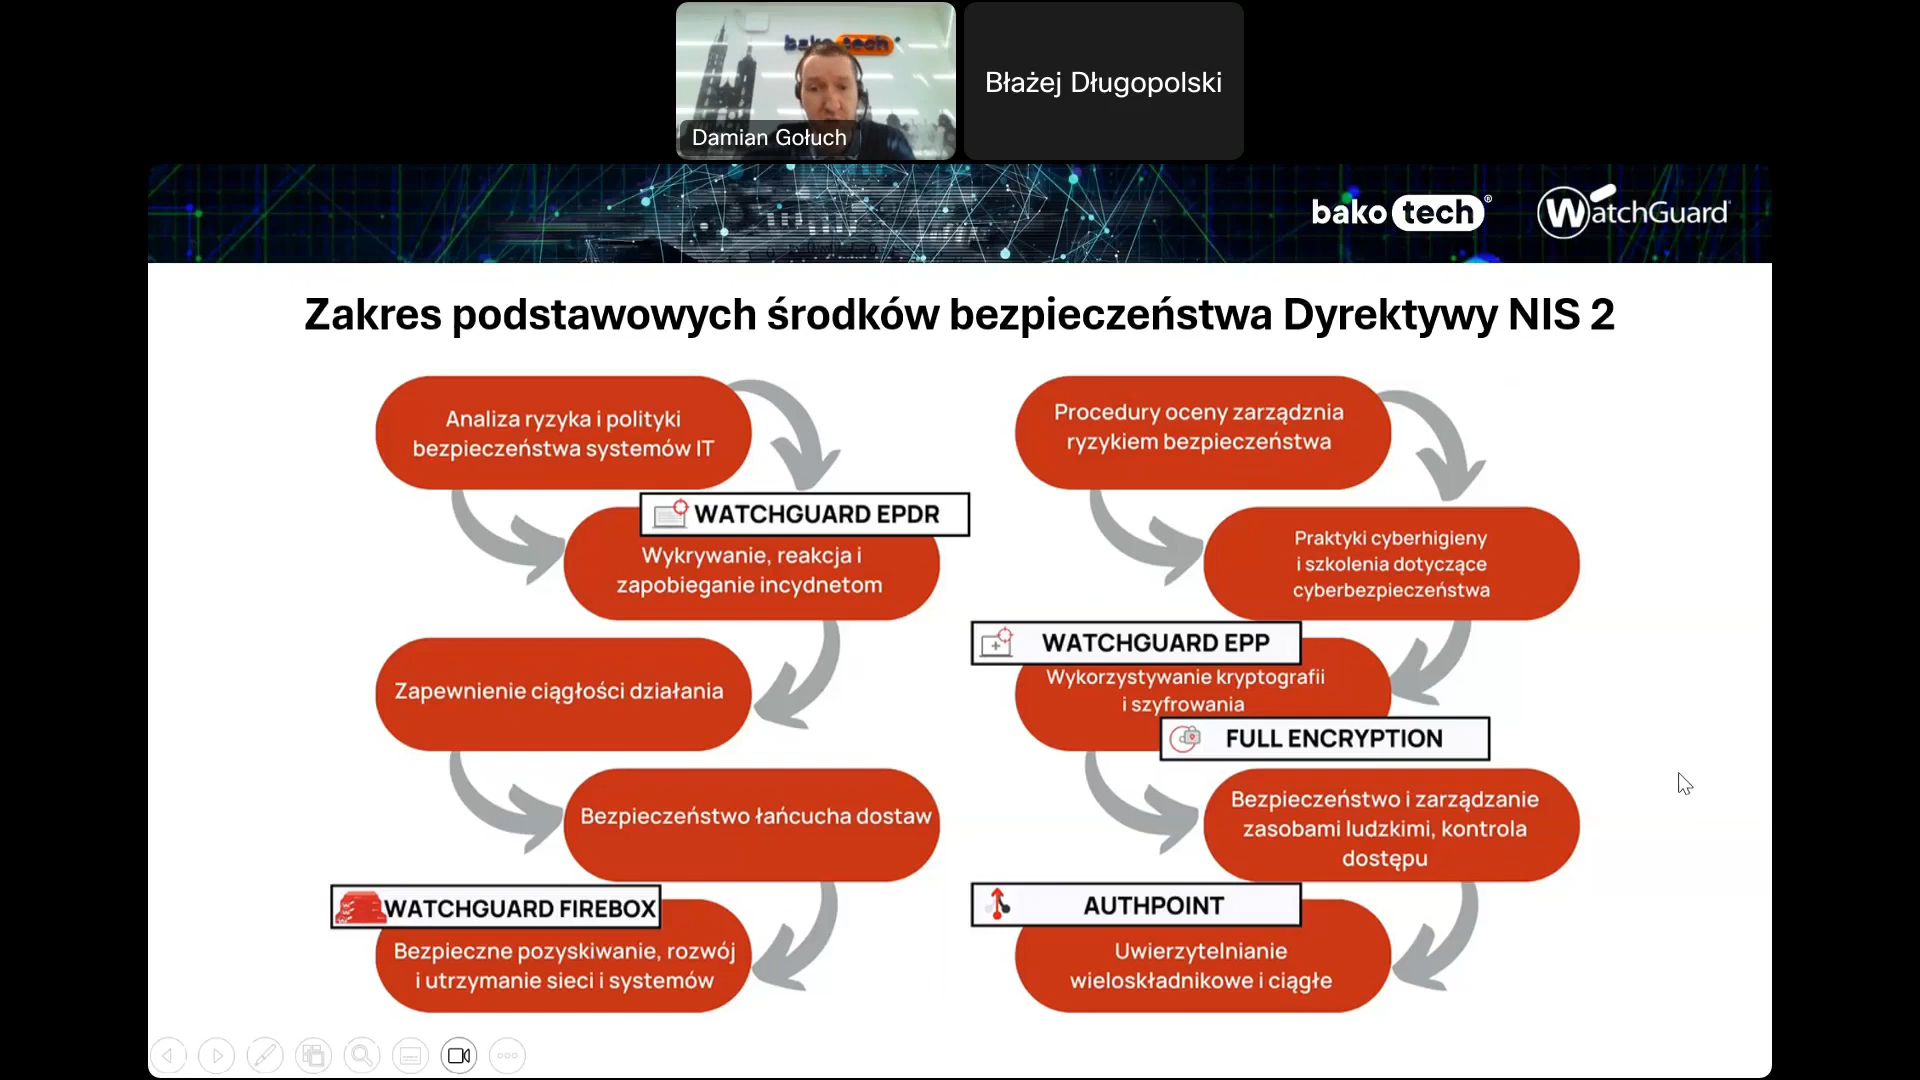 bako tech
Damian Gołuch
Błażej Długopolski
bako tech®
WatchGuard
Zakres podstawowych środków bezpieczeństwa Dyrektywy NIS 2
Analiza ryzyka i polityki
bezpieczeństwa systemów IT
WATCHGUARD EPDR
Wykrywanie, reakcja i
zapobieganie incydnetom
Zapewnienie ciągłości działania
Bezpieczeństwo łańcucha dostaw
WATCHGUARD FIREBOX
Bezpieczne pozyskiwanie, rozwój
i utrzymanie sieci i systemów
Procedury oceny zarządznia
ryzykiem bezpieczeństwa
Praktyki cyberhigieny
i szkolenia dotyczące
cyberbezpieczeństwa
WATCHGUARD EPP
Wykorzystywanie kryptografii
i szyfrowania
FULL ENCRYPTION
Bezpieczeństwo i zarządzanie
zasobami ludzkimi, kontrola
dostępu
AUTHPOINT
Uwierzytelnianie
wieloskładnikowe i ciągłe